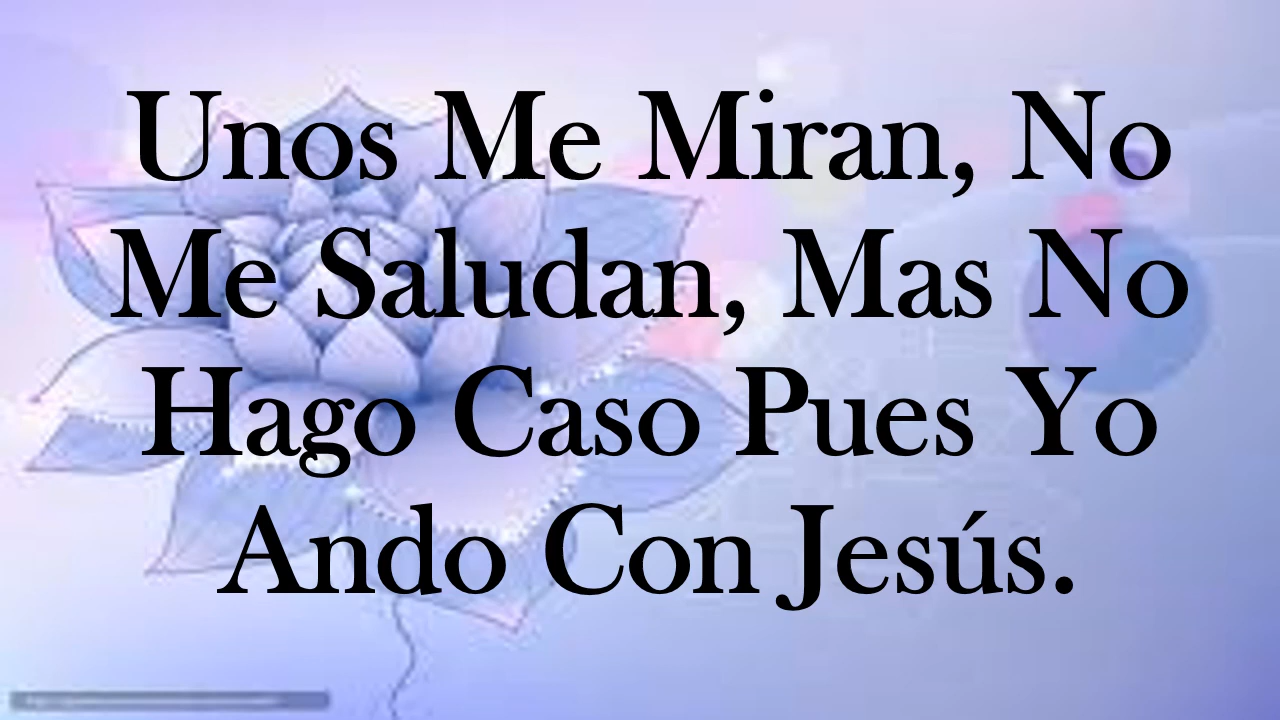 Unos Me Miran, No
Me Saludan, Mas No
Hago Caso Pues Yo
Ando Con Jesús.